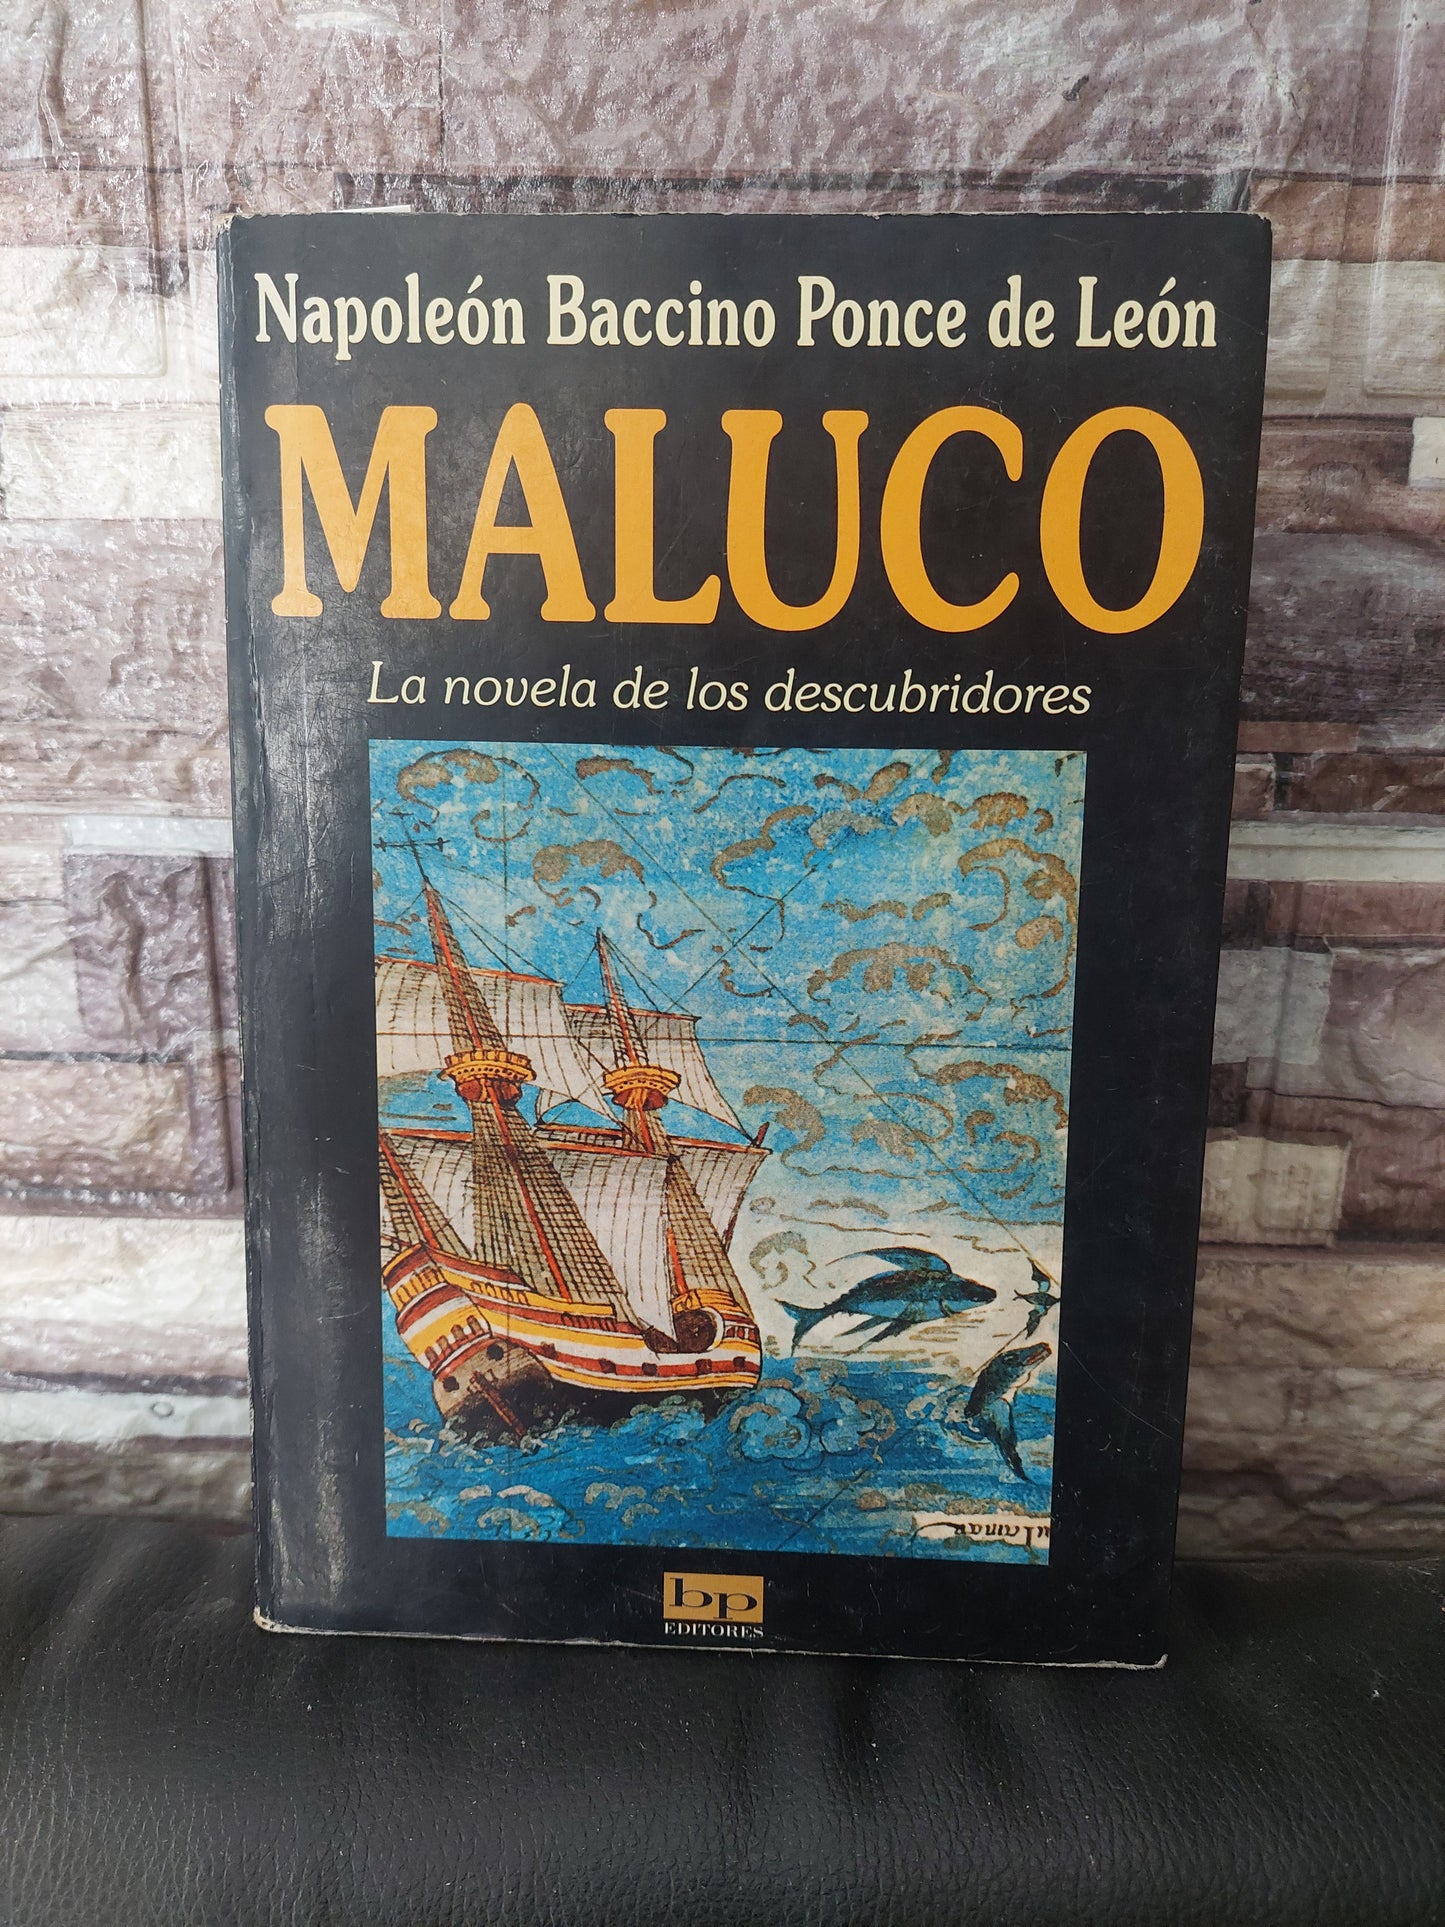 Napoleón Baccino Ponce de León
MALUCO
La novela de los descubridores
bp
EDITORES